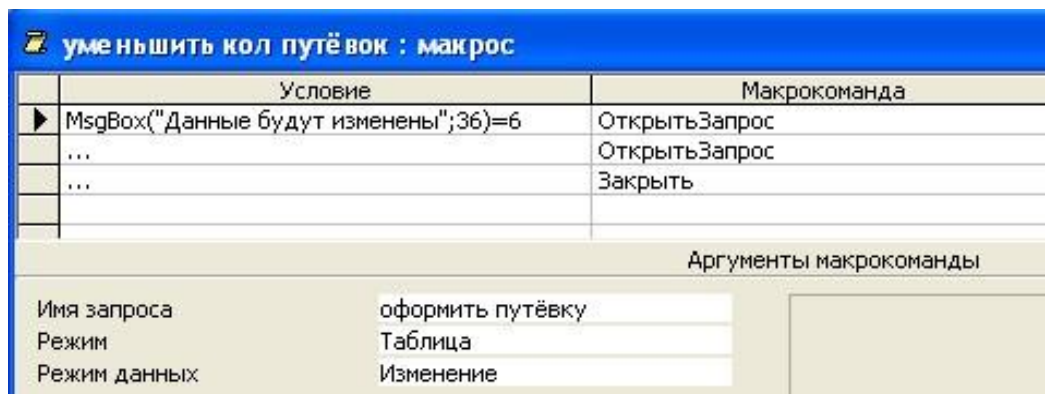 уменьшить кол путёвок : макрос
Условие Макрокоманда
MsgBox("Данные будут изменены";36)=6 ОткрытьЗапрос
... ОткрытьЗапрос
... Закрыть
Аргументы макрокоманды
Имя запроса оформить путёвку
Режим Таблица
Режим данных Изменение